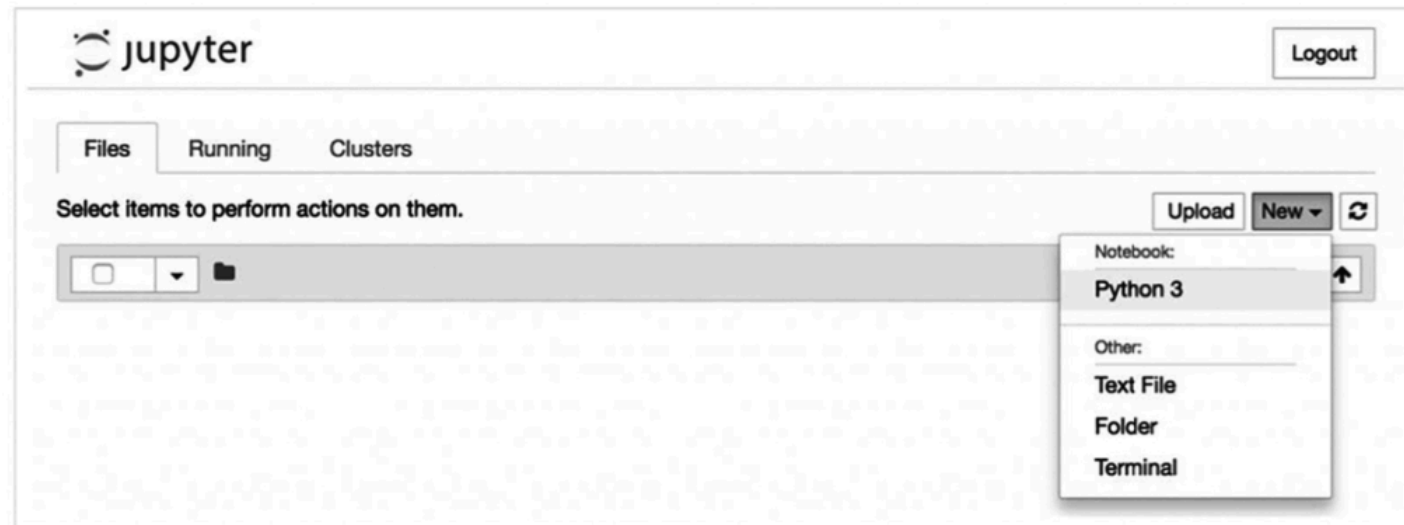 jupyter
Logout
Files Running Clusters
Select items to perform actions on them.
Upload New
Notebook:
Python 3
Other:
Text File
Folder
Terminal